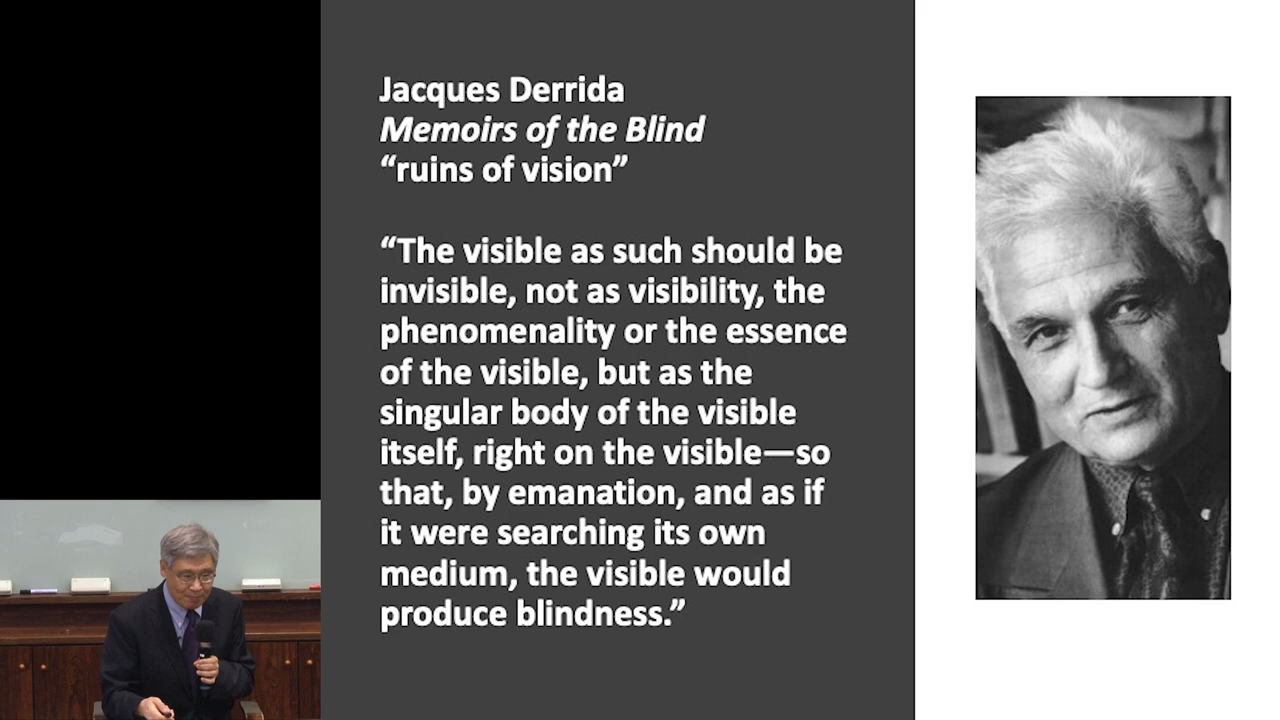 Jacques Derrida
Memoirs of the Blind
“ruins of vision”
“The visible as such should be
invisible, not as visibility, the
phenomenality or the essence
of the visible, but as the
singular body of the visible
itself, right on the visible—so
that, by emanation, and as if
it were searching its own
medium, the visible would
produce blindness.”